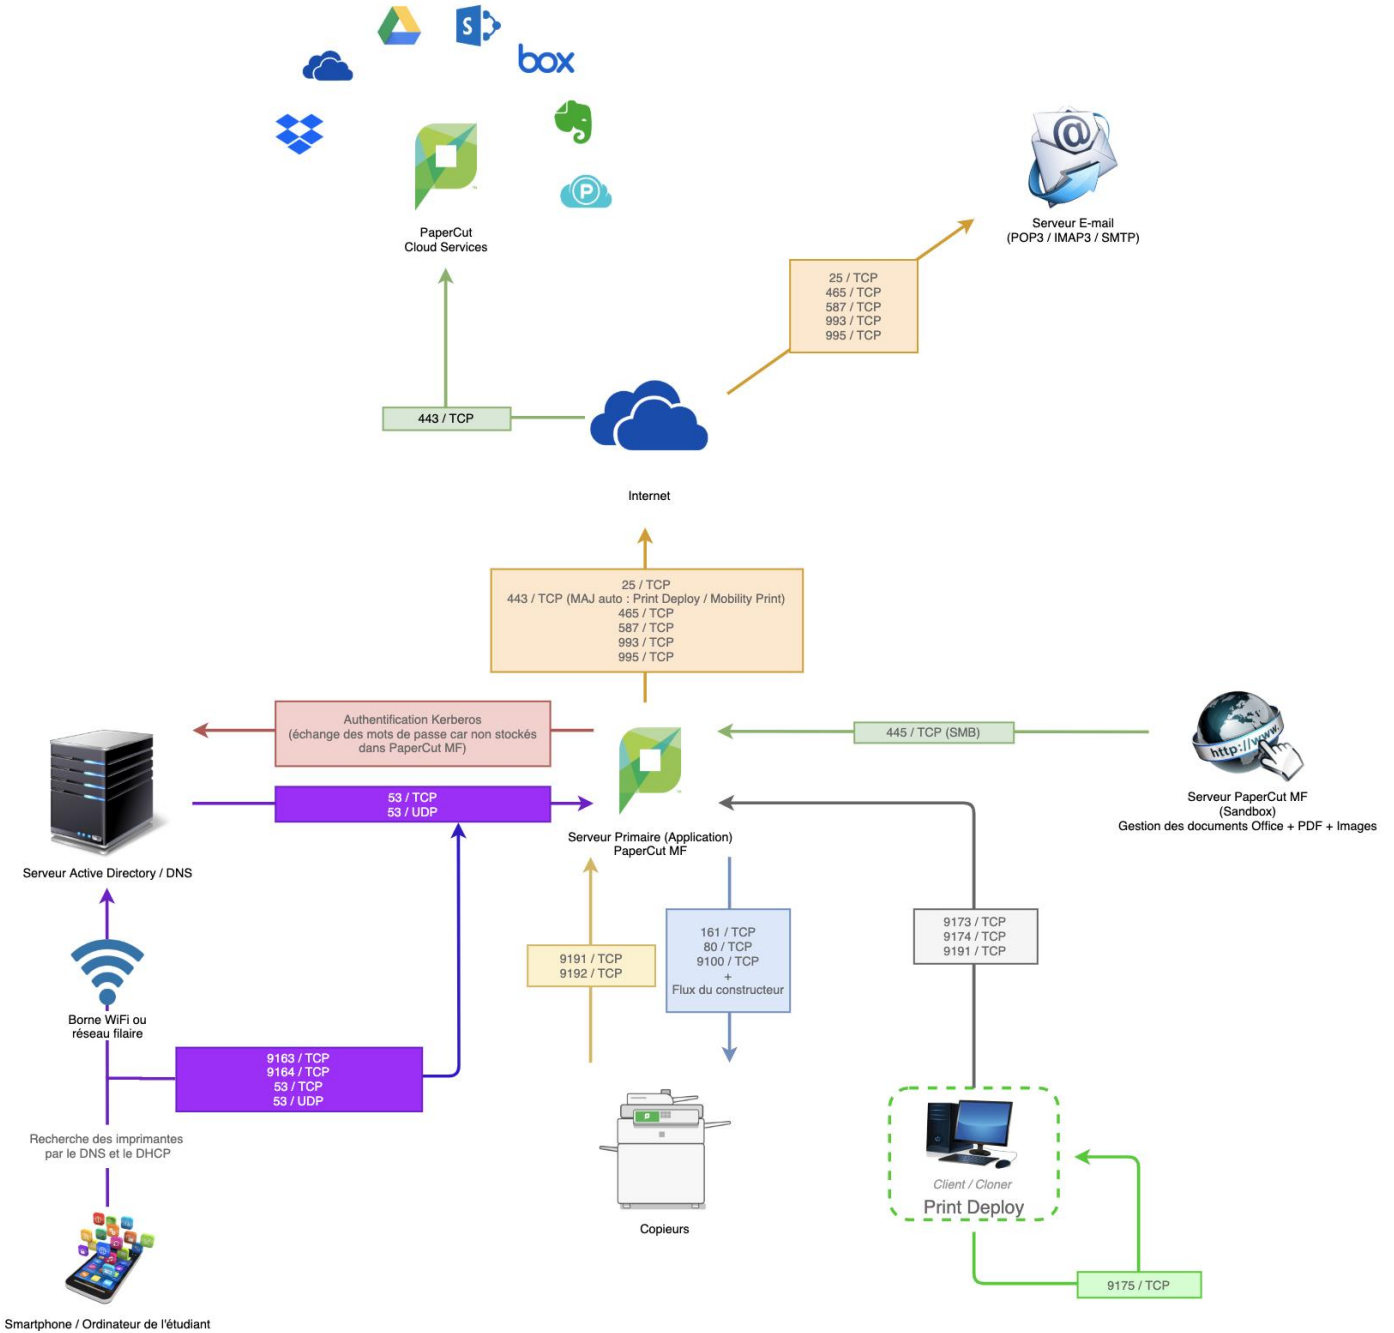 box
PaperCut
Cloud Services
Serveur E-mail
(POP3 / IMAP3 / SMTP)
25 / TCP
465 / TCP
587 / TCP
993 / TCP
995 / TCP
443 / TCP
Internet
25 / TCP
443 / TCP (MAJ auto : Print Deploy / Mobility Print)
465 / TCP
587 / TCP
993 / TCP
995 / TCP
Authentification Kerberos
(échange des mots de passe car non stockés
dans PaperCut MF)
445 / TCP (SMB)
http://www.
53 / TCP
53 / UDP
Serveur PaperCut MF
(Sandbox)
Gestion des documents Office + PDF + Images
Serveur Primaire (Application)
PaperCut MF
Serveur Active Directory / DNS
9191 / TCP
9192 / TCP
161 / TCP
80 / TCP
9100 / TCP
+
Flux du constructeur
9173 / TCP
9174 / TCP
9191 / TCP
Borne WiFi ou
réseau filaire
9163 / TCP
9164 / TCP
53 / TCP
53 / UDP
Recherche des imprimantes
par le DNS et le DHCP
Client / Cloner
Print Deploy
Copieurs
9175 / TCP
Smartphone / Ordinateur de l'étudiant